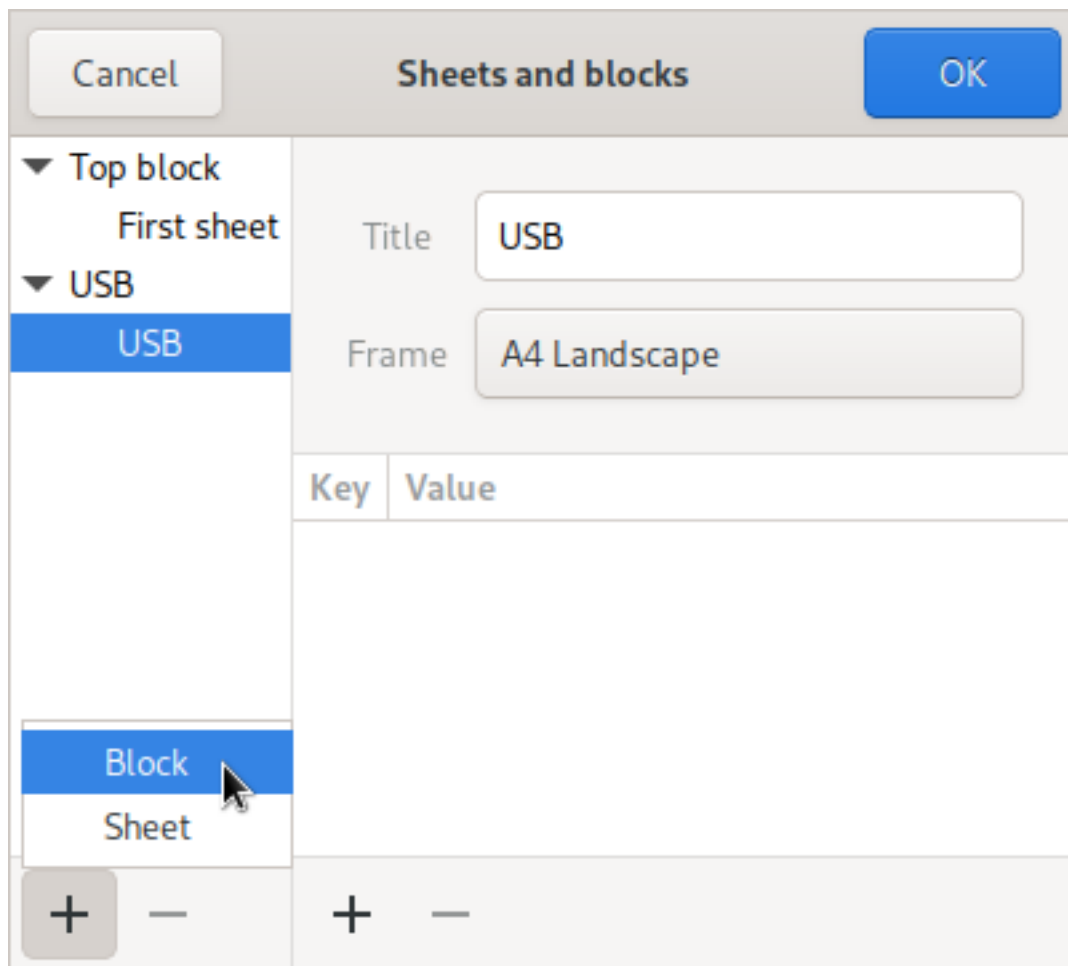 Cancel Sheets and blocks OK
Top block
First sheet
USB
USB
Title USB
Frame A4 Landscape
Key Value
Block
Sheet